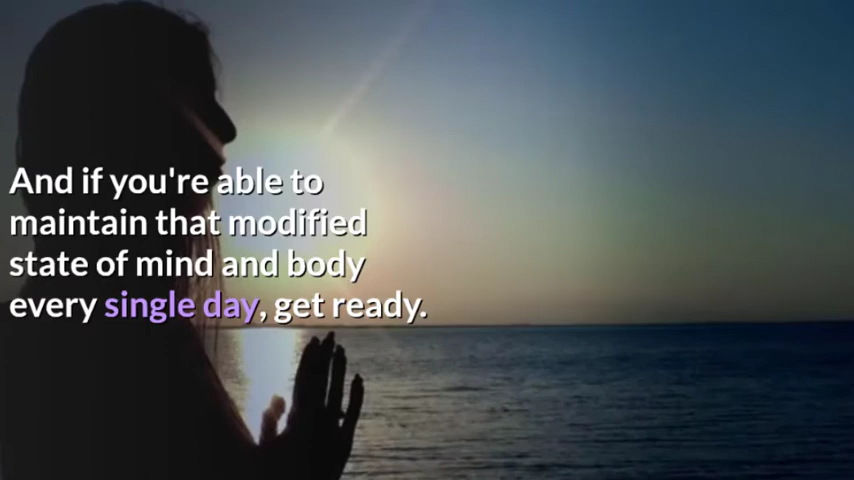 And if you're able to
maintain that modified
state of mind and body
every single day, get ready.